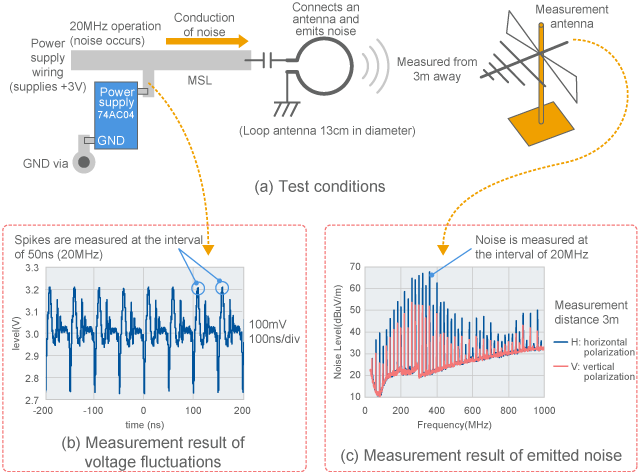 20MHz operation
(noise occurs)
Conduction
of noise
Connects an
antenna and
emits noise
Measurement
antenna
Power
supply
wiring
(supplies +3V)
MSL
Measured from
3m away
Power
supply
74AC04
GND
GND via
(Loop antenna 13cm in diameter)
(a) Test conditions
Spikes are measured at the interval
of 50ns (20MHz)
level(V)
3.3
3.2
3.1
3.0
2.9
2.8
2.7
-200
-100
0
100
200
time (ns)
100mV
100ns/div
(b) Measurement result of
voltage fluctuations
Noise is measured at
the interval of 20MHz
Noise Level(dBuV/m)
70
60
50
40
30
20
10
0
200
400
600
800
1000
Frequency(MHz)
Measurement
distance 3m
H: horizontal
polarization
V: vertical
polarization
(c) Measurement result of emitted noise